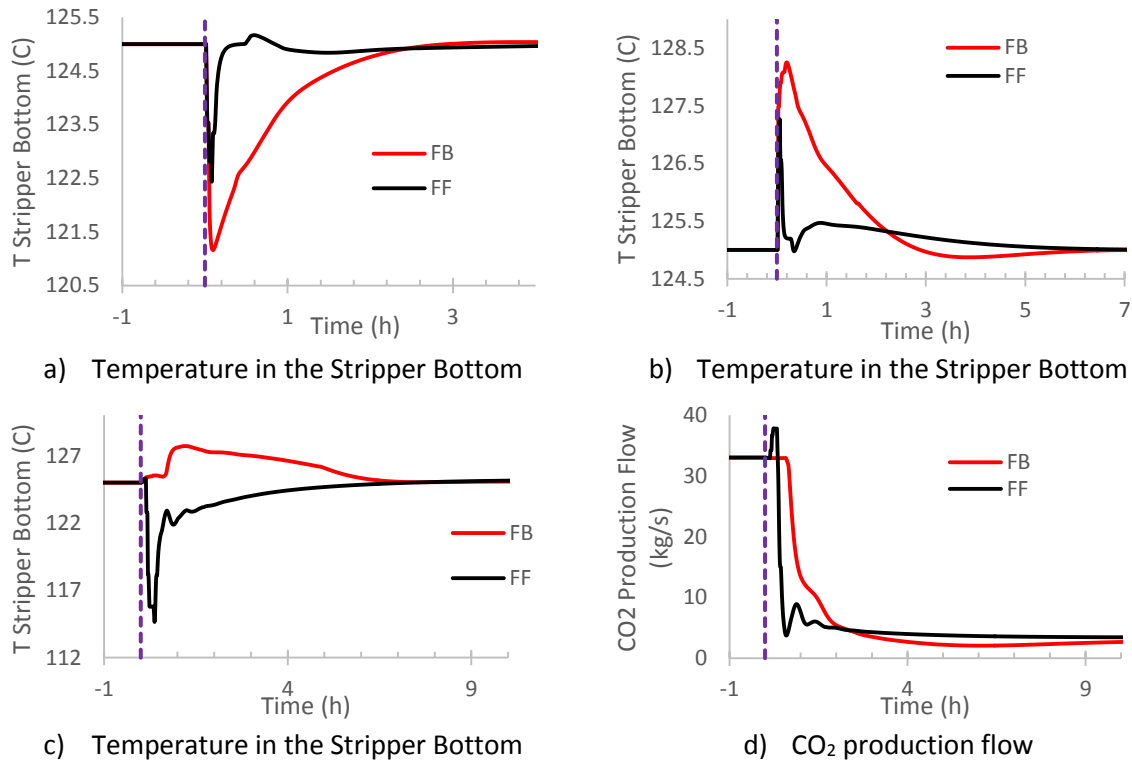 125.5
124.5
123.5
122.5
121.5
120.5
T Stripper Bottom (C)
FB
FF
-1
1
3
Time (h)
a) Temperature in the Stripper Bottom
128.5
127.5
126.5
125.5
124.5
T Stripper Bottom (C)
FB
FF
-1
1
3
5
7
Time (h)
b) Temperature in the Stripper Bottom
127
122
117
112
T Stripper Bottom (C)
FB
FF
-1
4
9
Time (h)
c) Temperature in the Stripper Bottom
40
30
20
10
0
CO2 Production Flow
(kg/s)
FB
FF
-1
4
9
Time (h)
d) CO₂ production flow